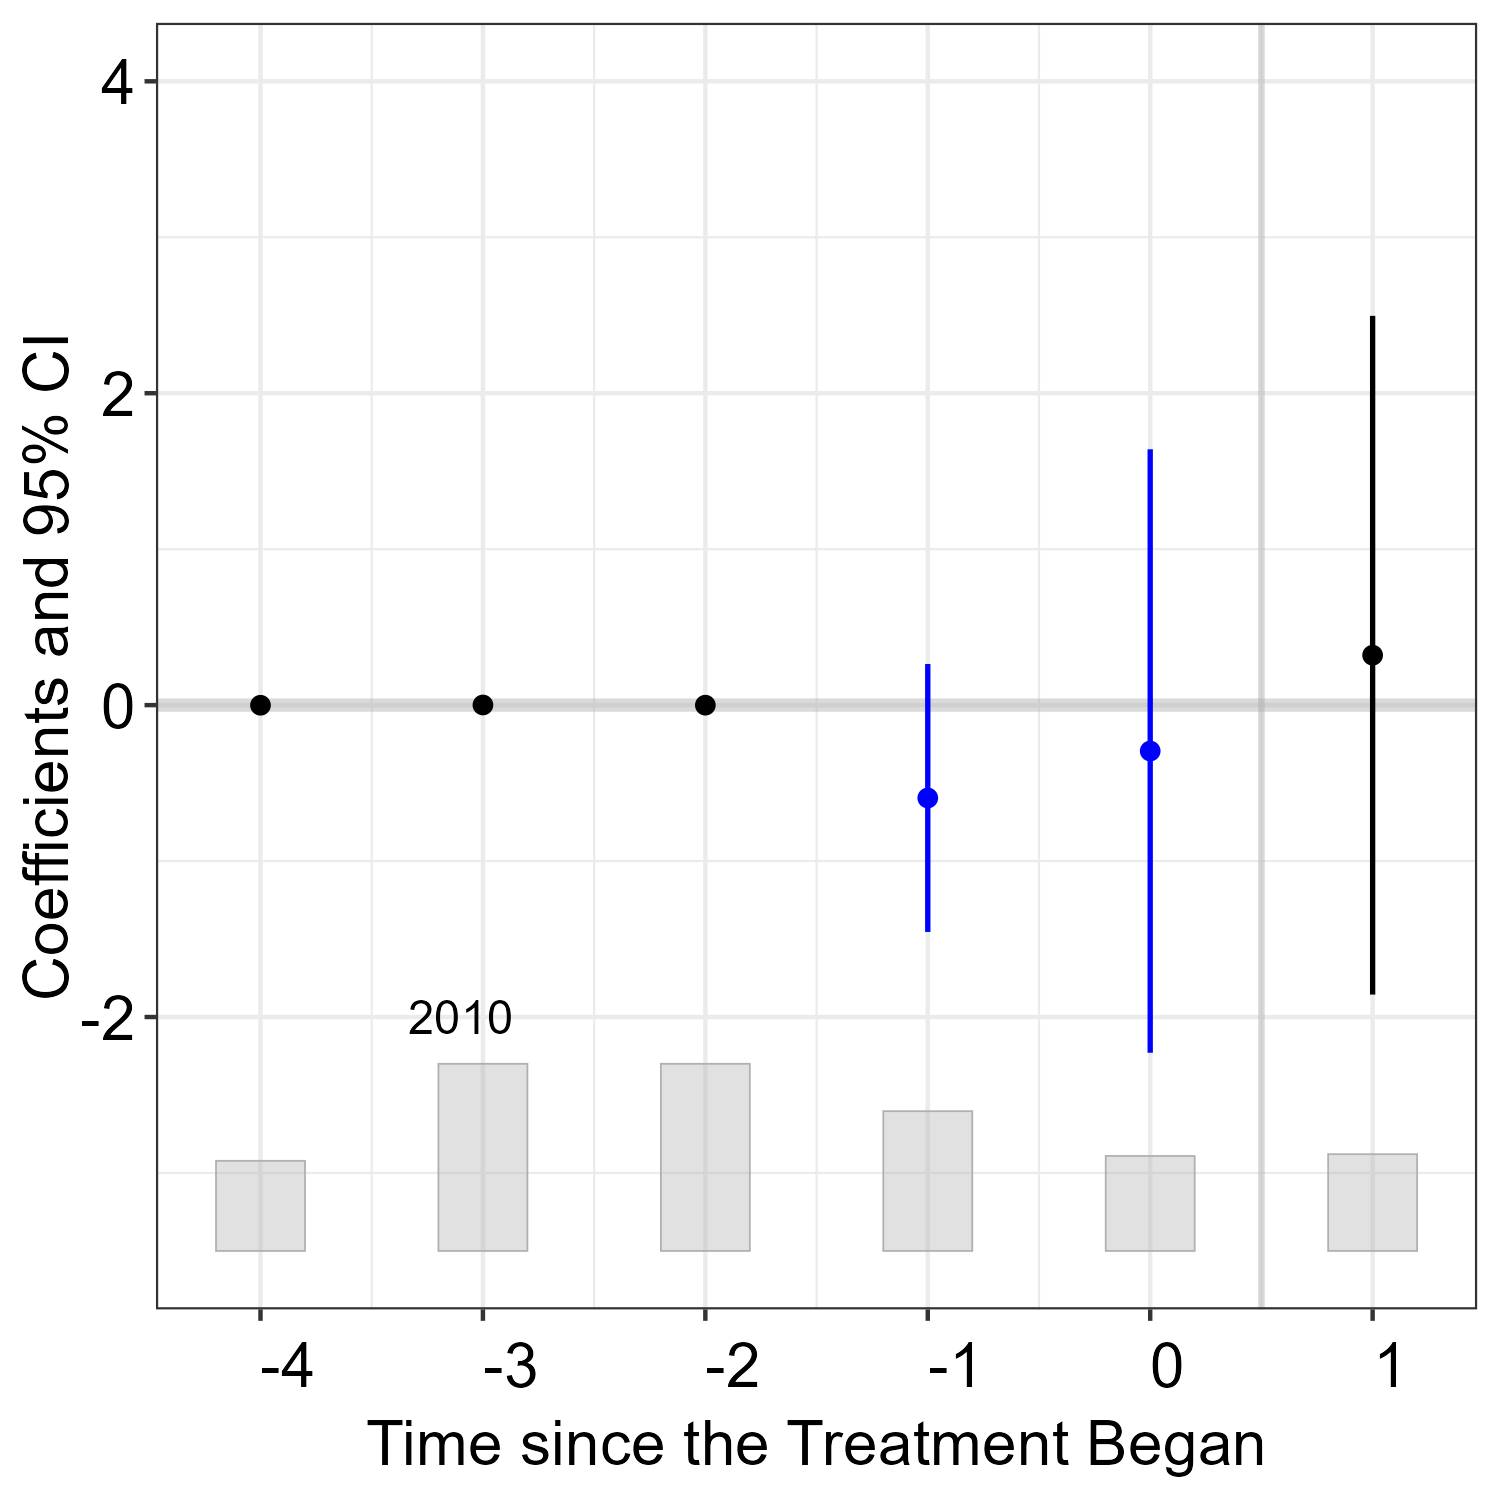 4
2
0
-2
Coefficients and 95% CI
2010
-4 -3 -2 -1 0 1
Time since the Treatment Began